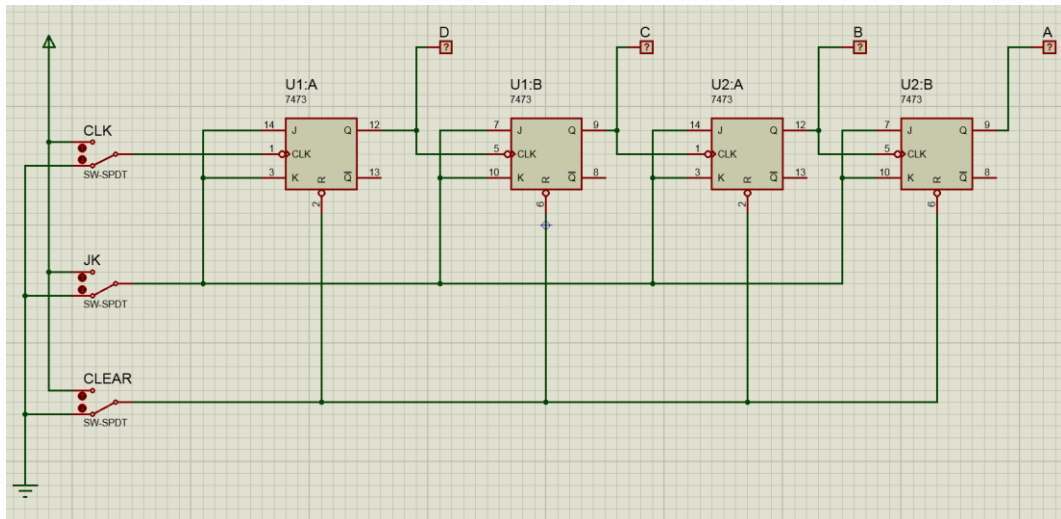 D
?
C
?
B
?
A
?
U1:A
7473
14
J
Q
12
1
CLK
3
K
R
Q
13
2
U1:B
7473
7
J
Q
9
5
CLK
10
K
R
Q
8
6
U2:A
7473
14
J
Q
12
1
CLK
3
K
R
Q
13
2
U2:B
7473
7
J
Q
9
5
CLK
10
K
R
Q
8
6
CLK
SW-SPDT
JK
SW-SPDT
CLEAR
SW-SPDT